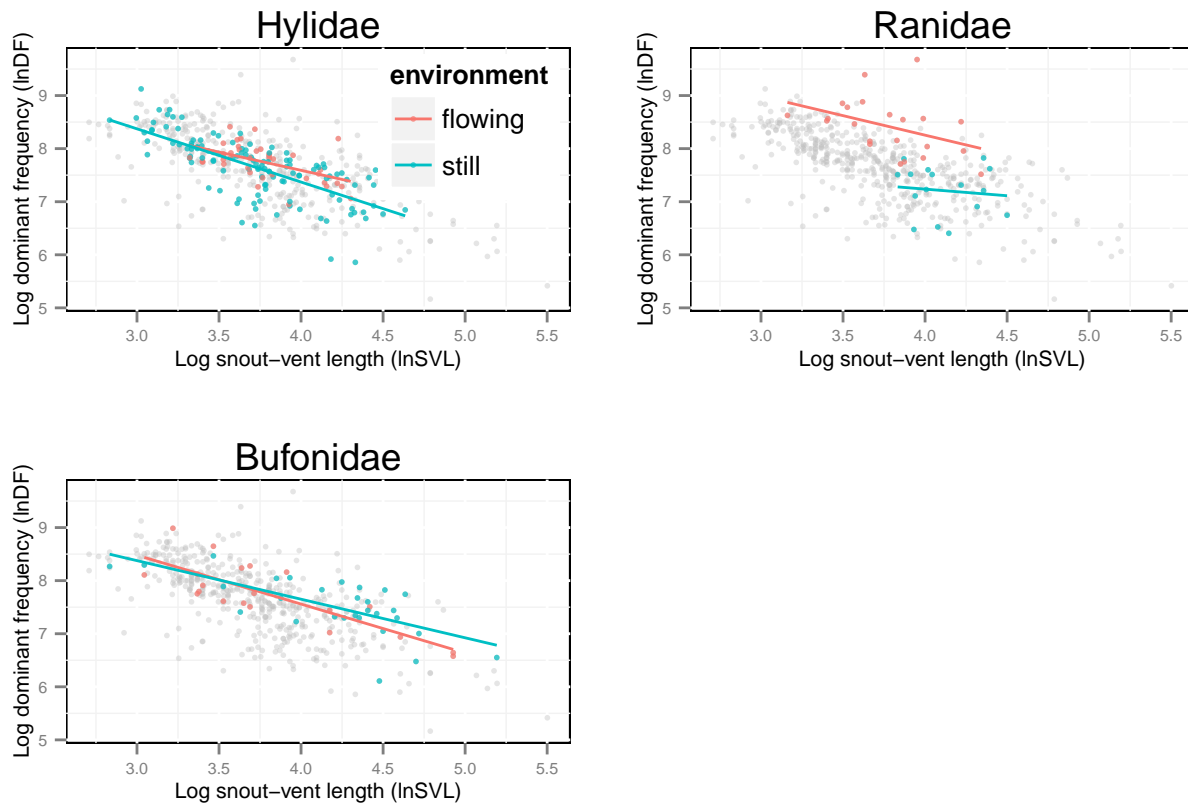 Hylidae
Log dominant frequency (lnDF)
9
8
7
6
5
environment
flowing
still
3.0 3.5 4.0 4.5 5.0 5.5
Log snout−vent length (lnSVL)
Ranidae
Log dominant frequency (lnDF)
9
8
7
6
5
3.0 3.5 4.0 4.5 5.0 5.5
Log snout−vent length (lnSVL)
Bufonidae
Log dominant frequency (lnDF)
9
8
7
6
5
3.0 3.5 4.0 4.5 5.0 5.5
Log snout−vent length (lnSVL)